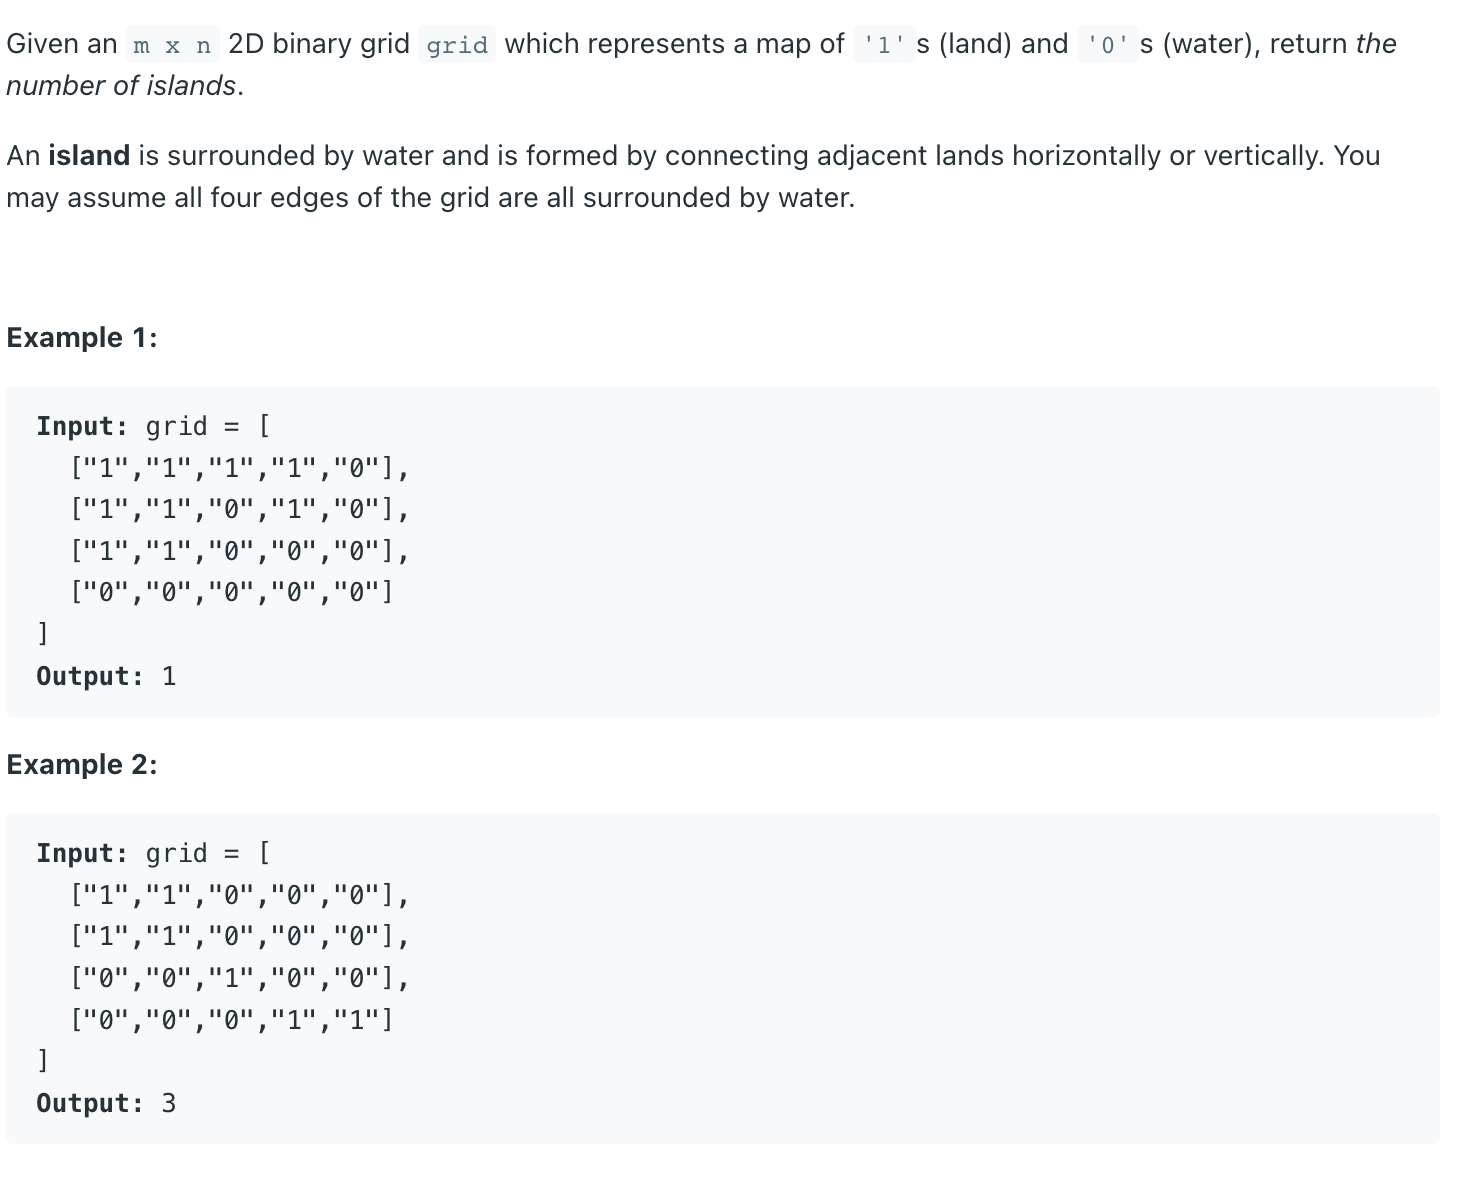 Given an m x n 2D binary grid grid which represents a map of '1' s (land) and '0' s (water), return the
number of islands.
An island is surrounded by water and is formed by connecting adjacent lands horizontally or vertically. You
may assume all four edges of the grid are all surrounded by water.
Example 1:
Input: grid = [
  ["1","1","1","1","0"],
  ["1","1","0","1","0"],
  ["1","1","0","0","0"],
  ["0","0","0","0","0"]
]
Output: 1
Example 2:
Input: grid = [
  ["1","1","0","0","0"],
  ["1","1","0","0","0"],
  ["0","0","1","0","0"],
  ["0","0","0","1","1"]
]
Output: 3